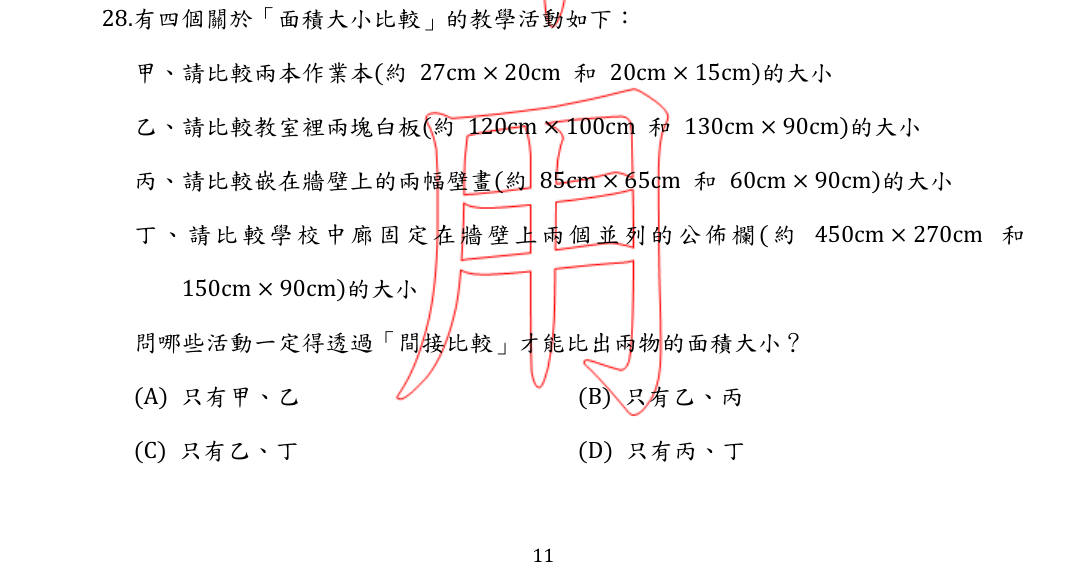 28.有四個關於「面積大小比較」的教學活動如下：
甲、請比較兩本作業本(約 27cm × 20cm 和 20cm × 15cm)的大小
乙、請比較教室裡兩塊白板(約 120cm × 100cm 和 130cm × 90cm)的大小
丙、請比較嵌在牆壁上的兩幅壁畫(約 85cm × 65cm 和 60cm × 90cm)的大小
丁、請比較學校中廊固定在牆壁上兩個並列的公佈欄(約 450cm × 270cm 和
150cm × 90cm)的大小
問哪些活動一定得透過「間接比較」才能比出兩物的面積大小？
(A) 只有甲、乙 (B) 只有乙、丙
(C) 只有乙、丁 (D) 只有丙、丁
用
11